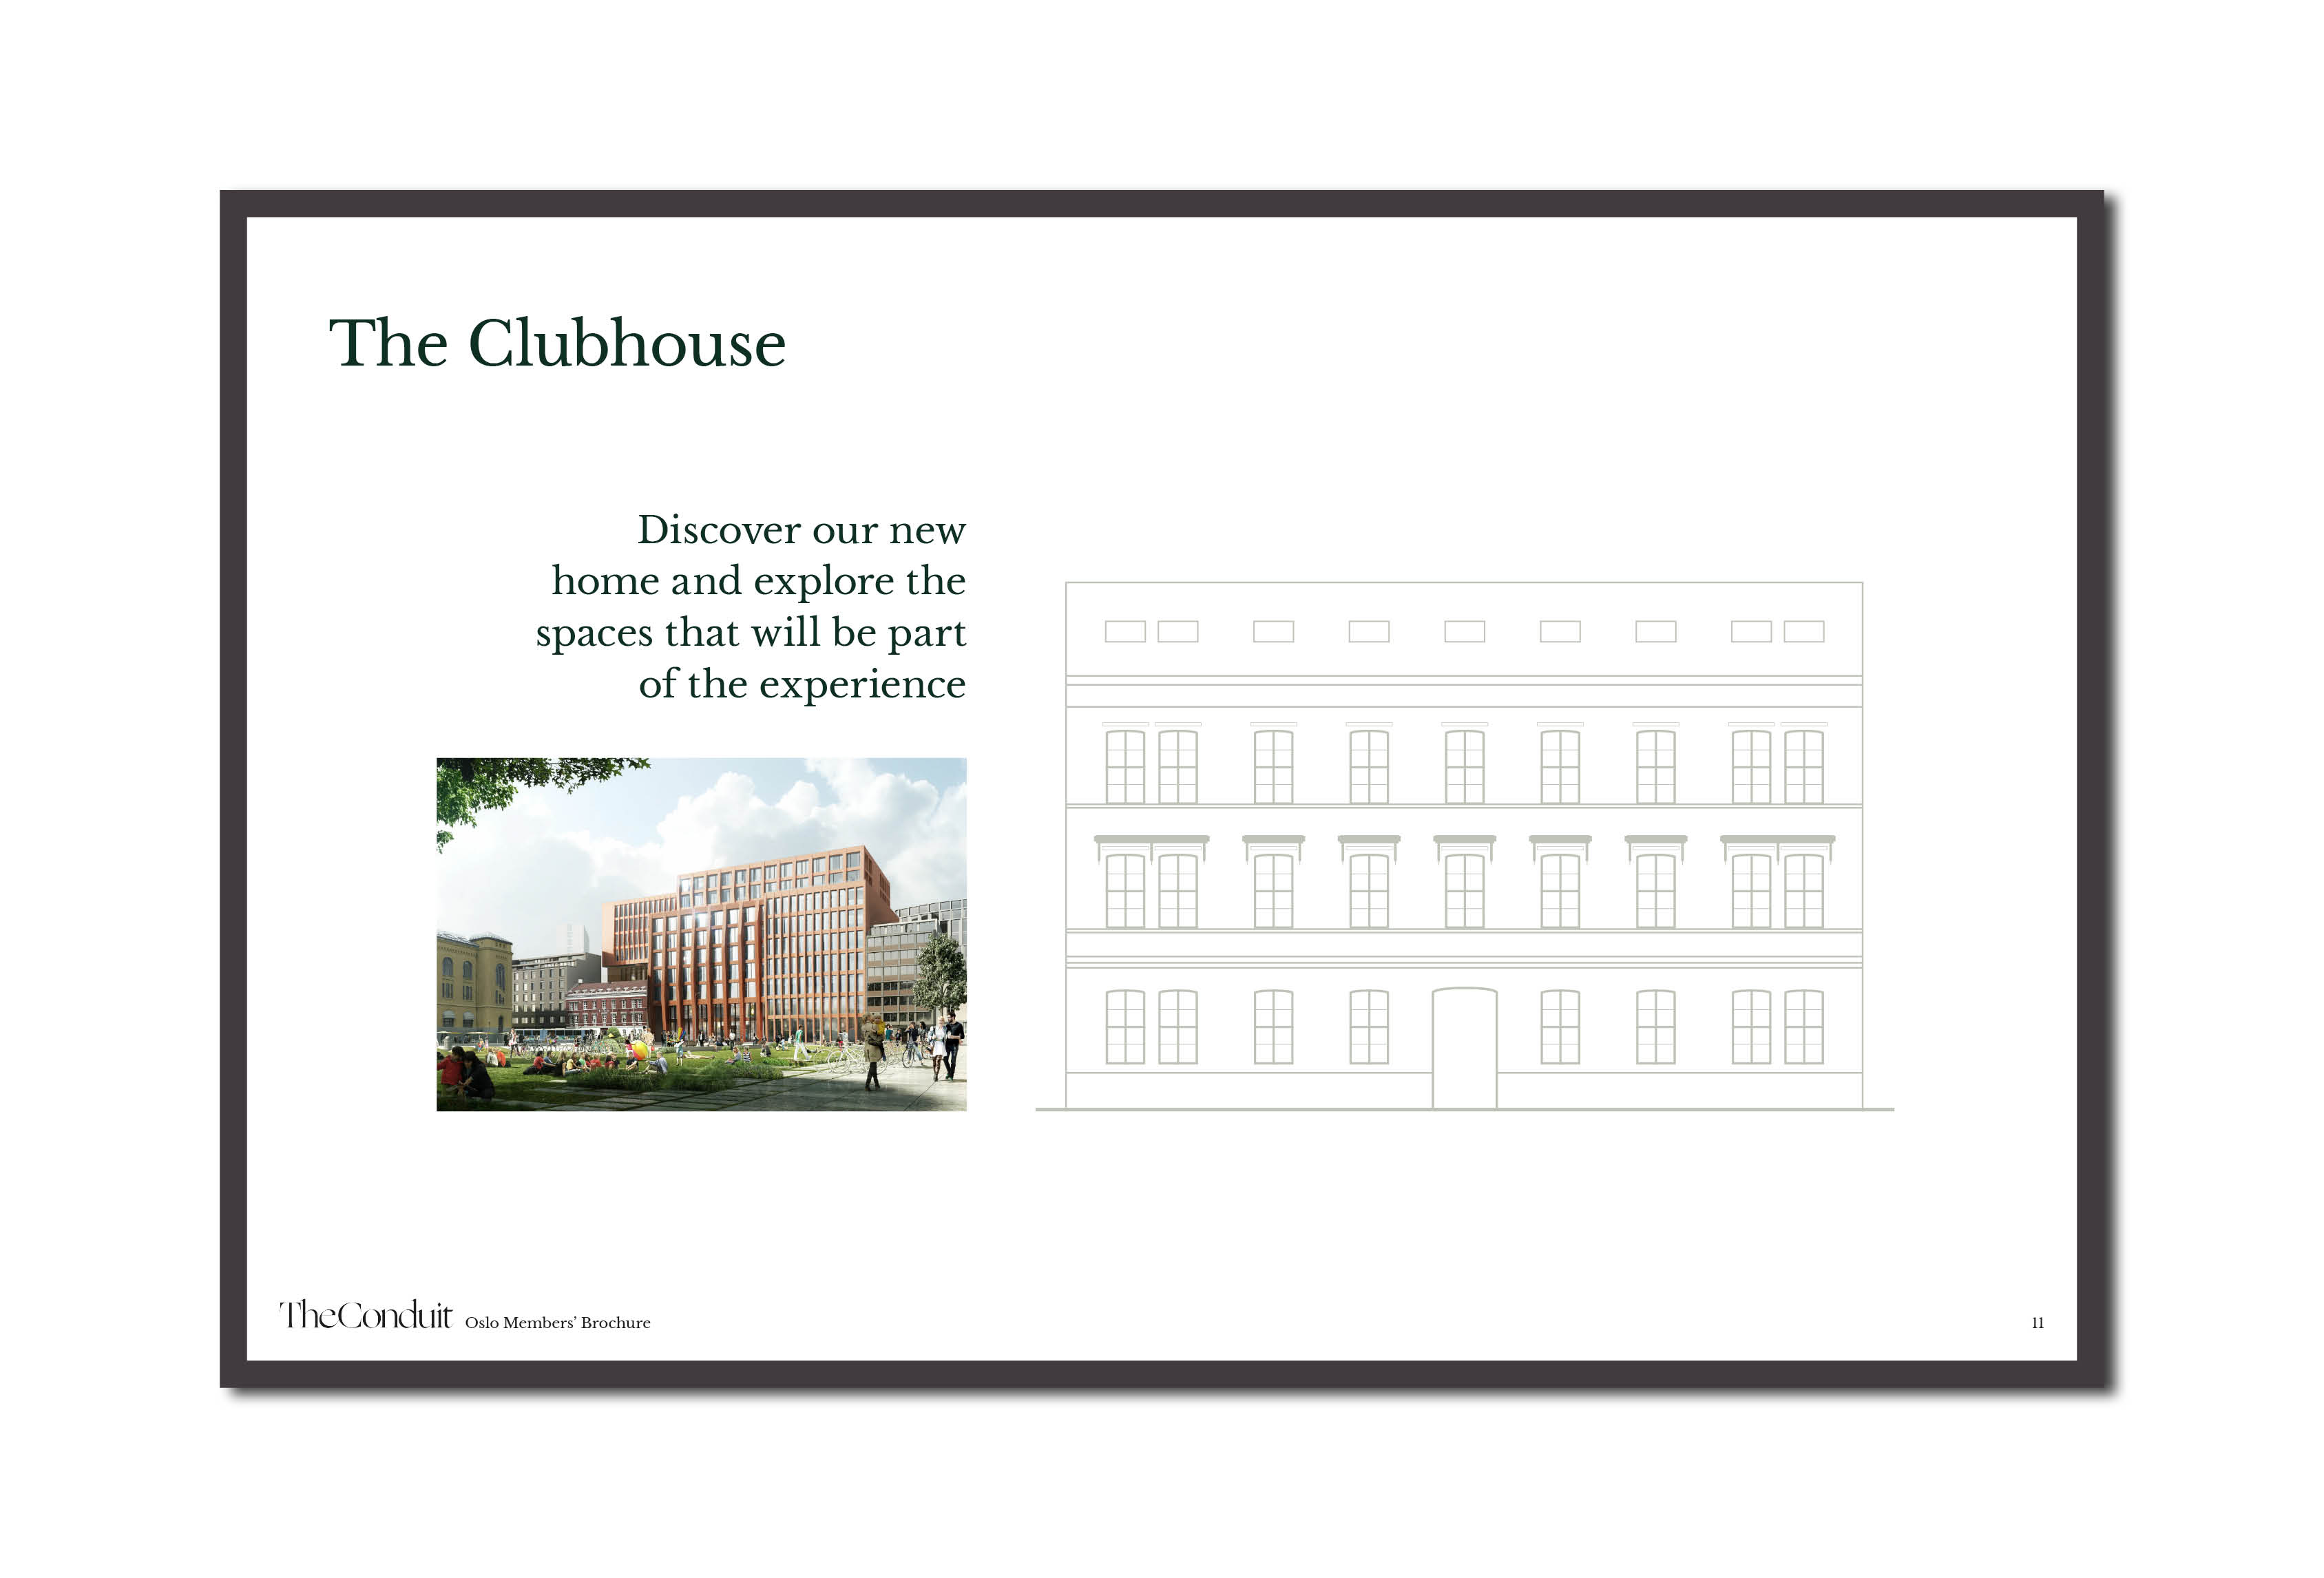 The Clubhouse
Discover our new
home and explore the
spaces that will be part
of the experience
TheConduit Oslo Members’ Brochure
11